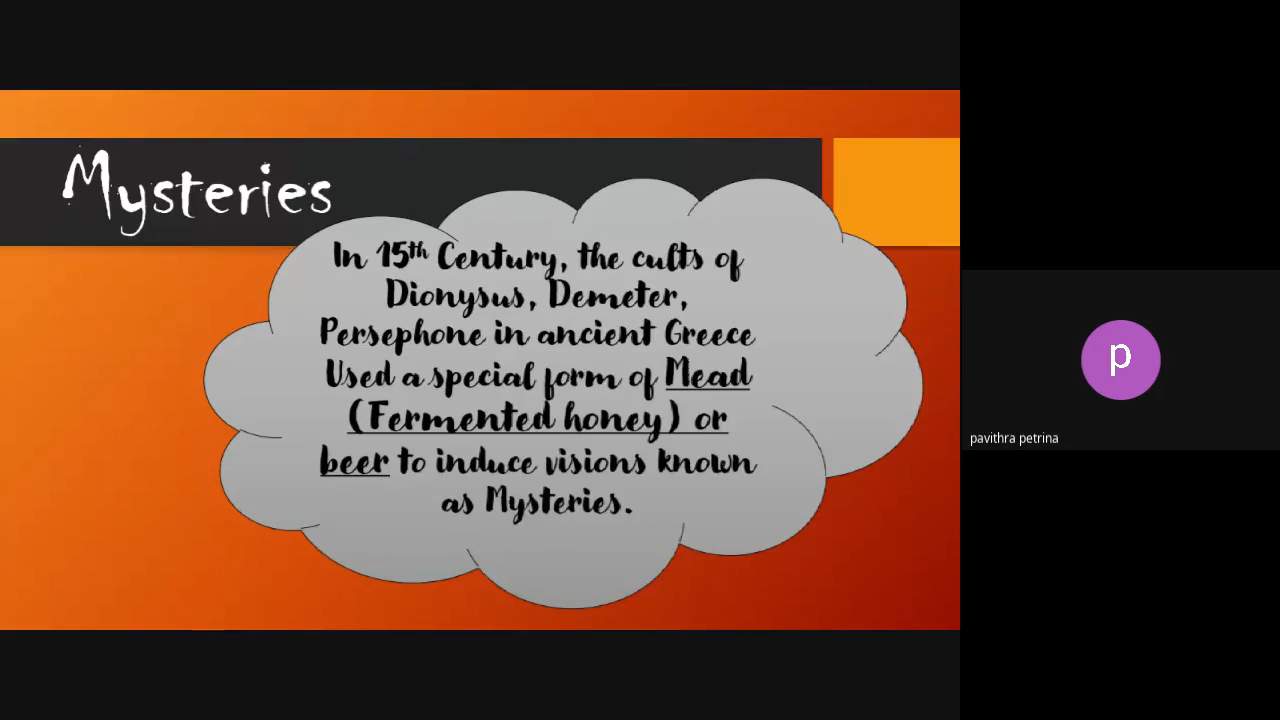 Mysteries
In 15th Century, the cults of
Dionysus, Demeter,
Persephone in ancient Greece
Used a special form of Mead
(Fermented honey) or
beer to induce visions known
as Mysteries.
p
pavithra petrina